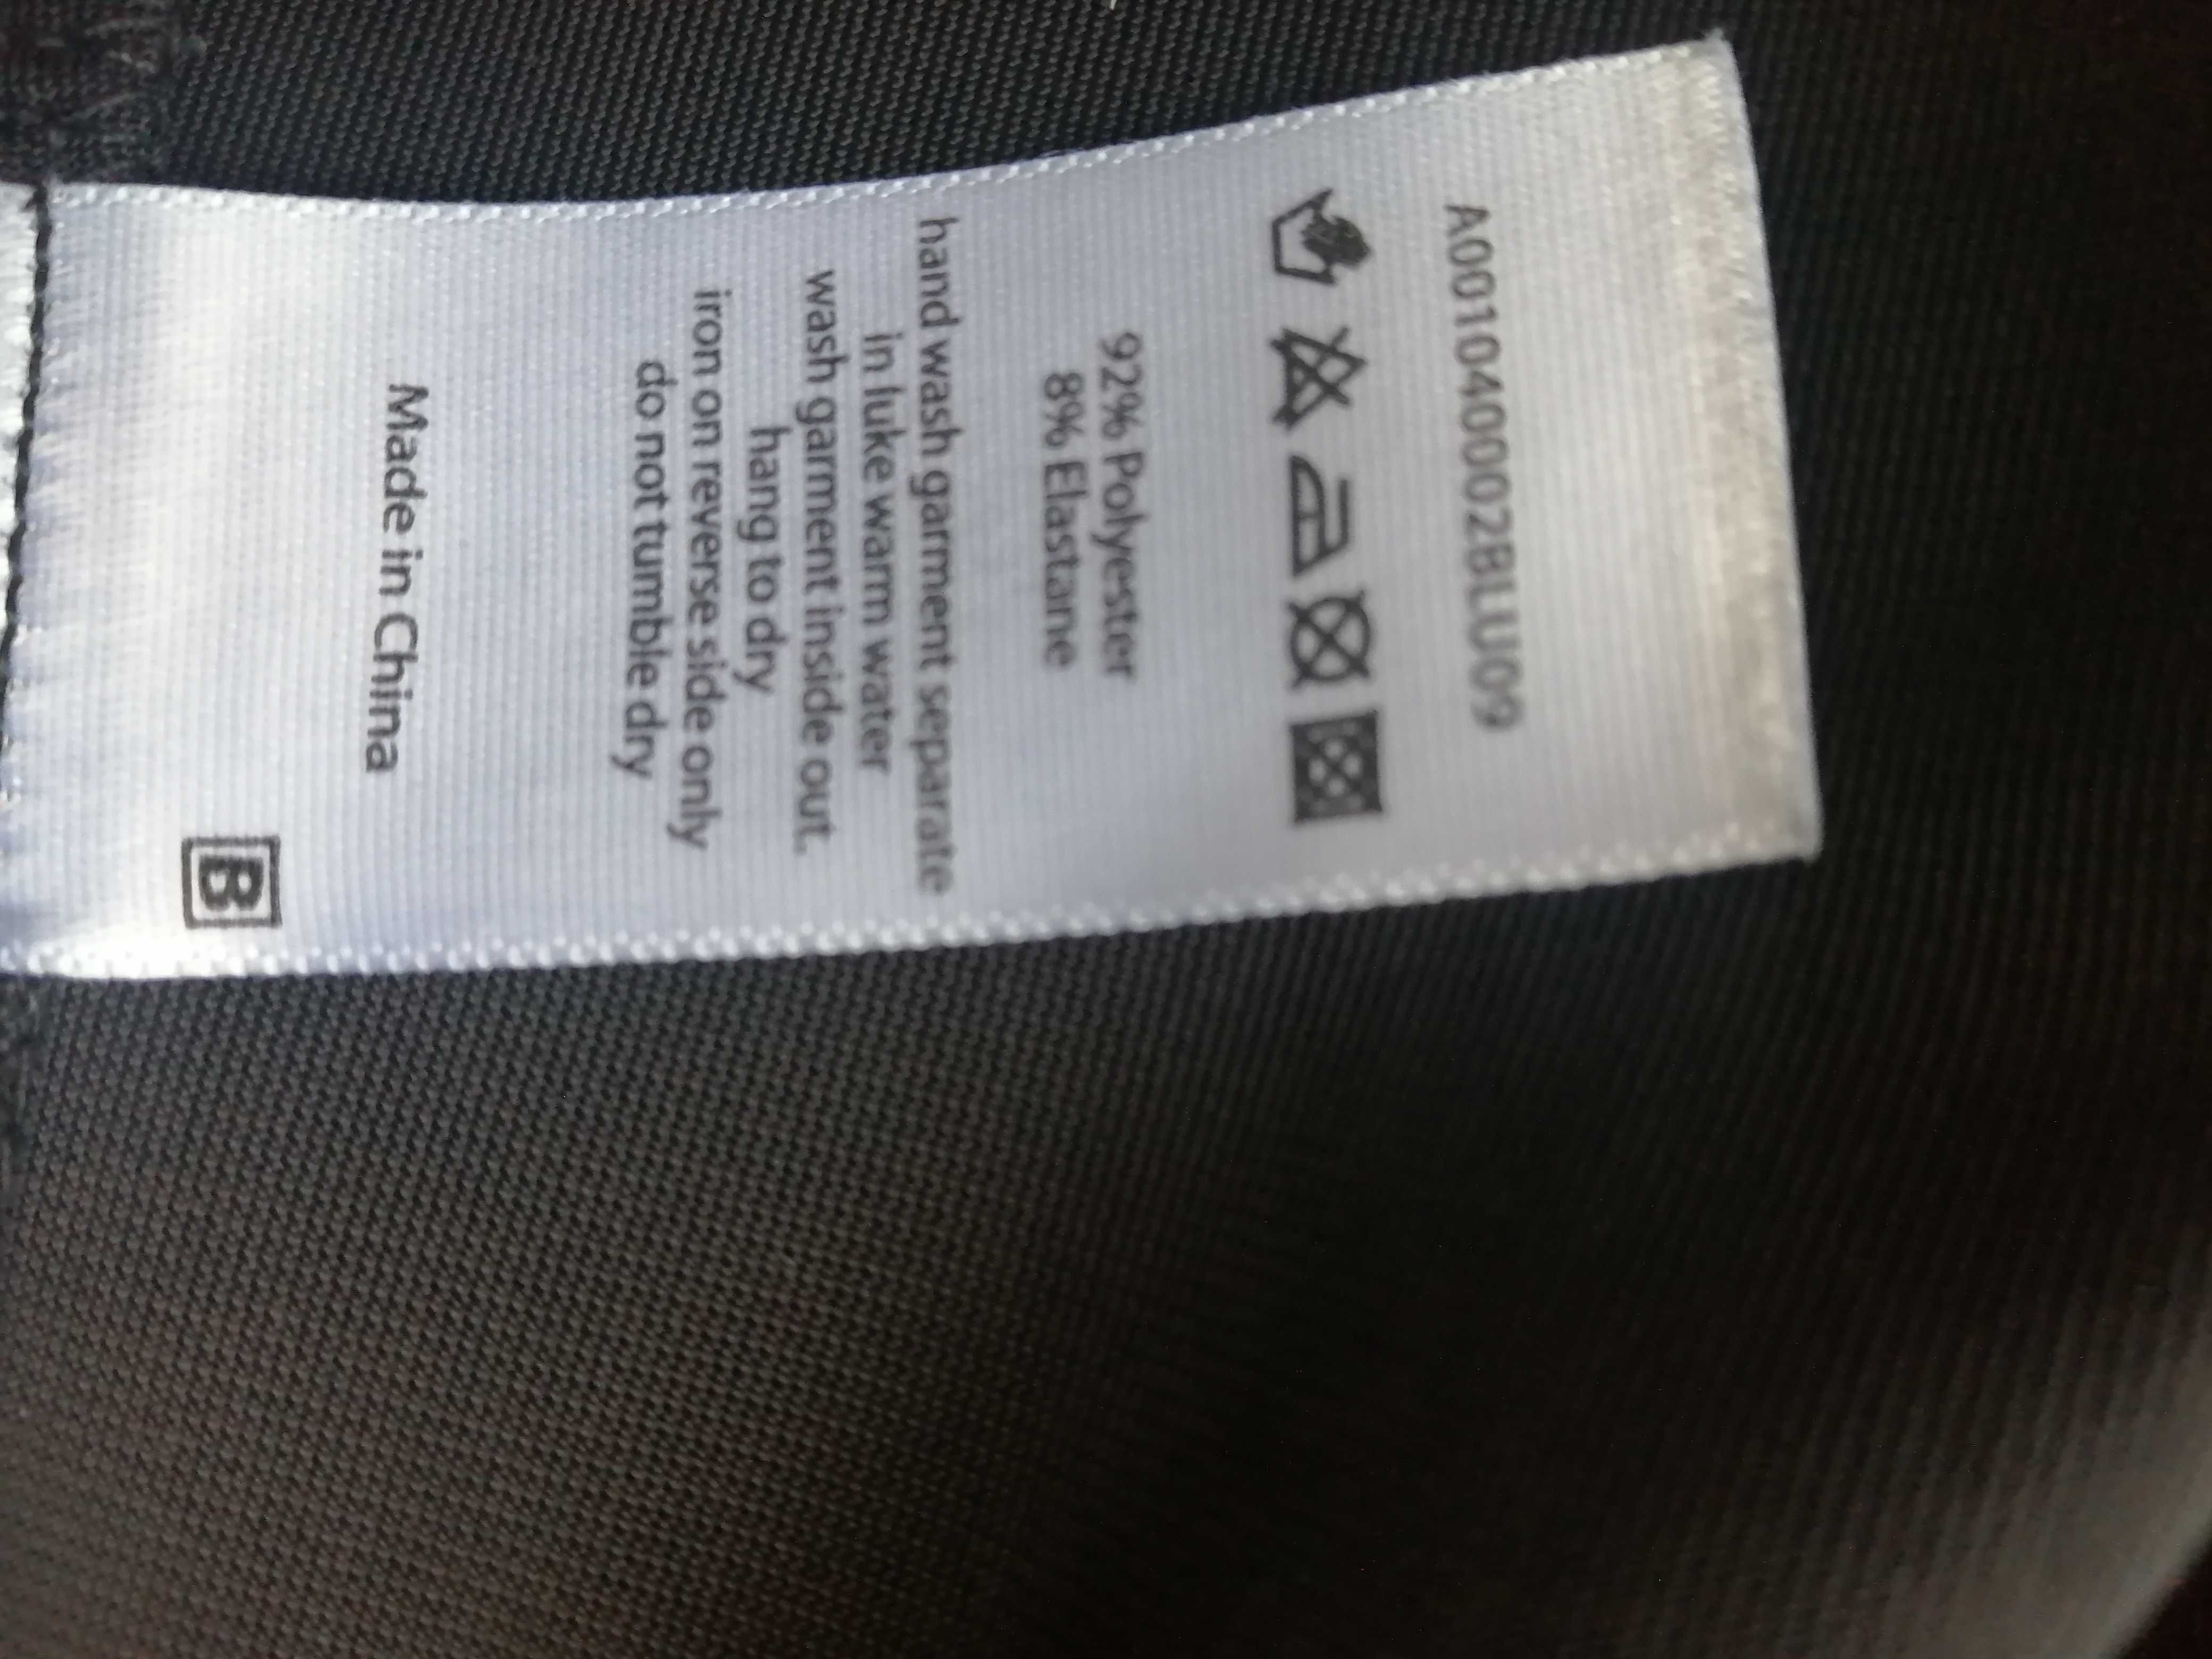 A0010400002BLU09
92% Polyester
8% Elastane
hand wash garment separate
in luke warm water
wash garment inside out.
hang to dry
iron on reverse side only
do not tumble dry
Made in China
B